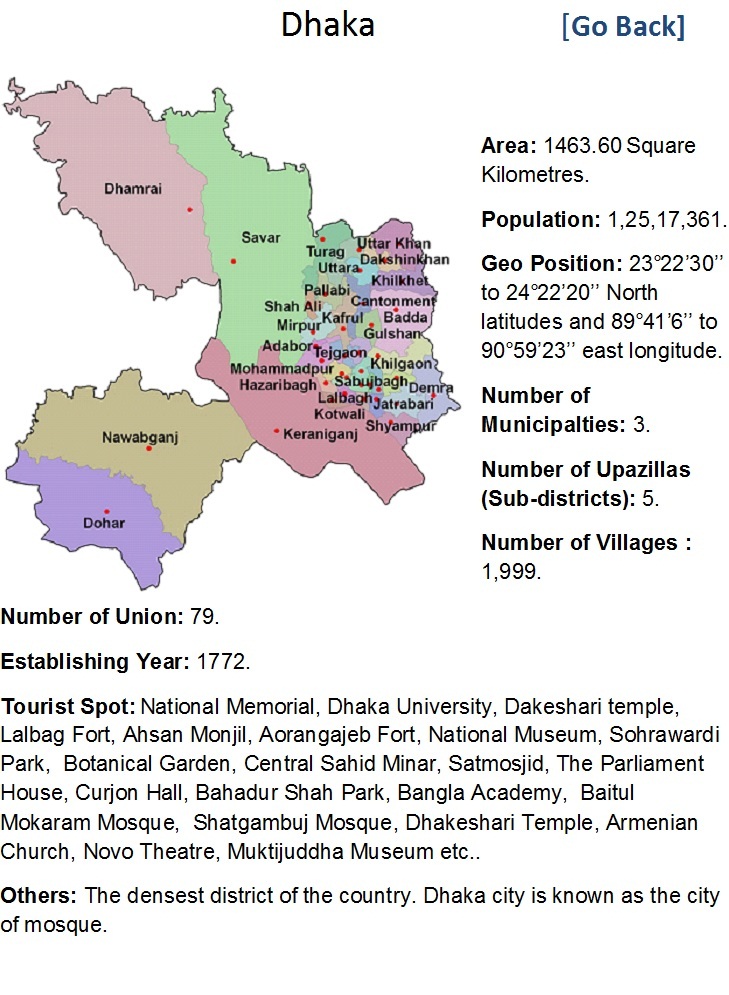 Dhaka
[Go Back]
Dhamrai
Savar
Turag
Uttar Khan
Uttara
Dakshinkhan
Khilkhet
Pallabi
Cantonment
Shah Ali
Kafrul
Badda
Mirpur
Gulshan
Adabor
Tejgaon
Khilgaon
Mohammadpur
Hazaribagh
Sabujbagh
Demra
Lalbagh
Jatrabari
Kotwali
Shyampur
Keraniganj
Nawabganj
Dohar
Area: 1463.60 Square
Kilometres.
Population: 1,25,17,361.
Geo Position: 23°22’30’’
to 24°22’20’’ North
latitudes and 89°41’6’’ to
90°59’23’’ east longitude.
Number of
Municipalties: 3.
Number of Upazillas
(Sub-districts): 5.
Number of Villages :
1,999.
Number of Union: 79.
Establishing Year: 1772.
Tourist Spot: National Memorial, Dhaka University, Dakeshari temple,
Lalbag Fort, Ahsan Monjil, Aorangajeb Fort, National Museum, Sohrawardi
Park,  Botanical Garden, Central Sahid Minar, Satmosjid, The Parliament
House, Curjon Hall, Bahadur Shah Park, Bangla Academy,  Baitul
Mokaram Mosque,  Shatgambuj Mosque, Dhakeshari Temple, Armenian
Church, Novo Theatre, Muktijuddha Museum etc..
Others: The densest district of the country. Dhaka city is known as the city
of mosque.